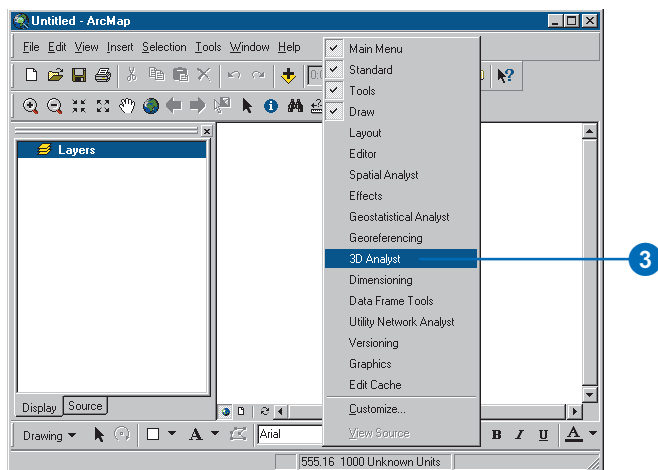 Untitled - ArcMap
File Edit View Insert Selection Tools Window Help
Main Menu
Standard
Tools
Draw
Layout
Editor
Spatial Analyst
Effects
Geostatistical Analyst
Georeferencing
3D Analyst
3
Dimensioning
Data Frame Tools
Utility Network Analyst
Versioning
Graphics
Edit Cache
Customize...
View Source
Layers
Display Source
Drawing A Arial B I U A
555.16 1000 Unknown Units